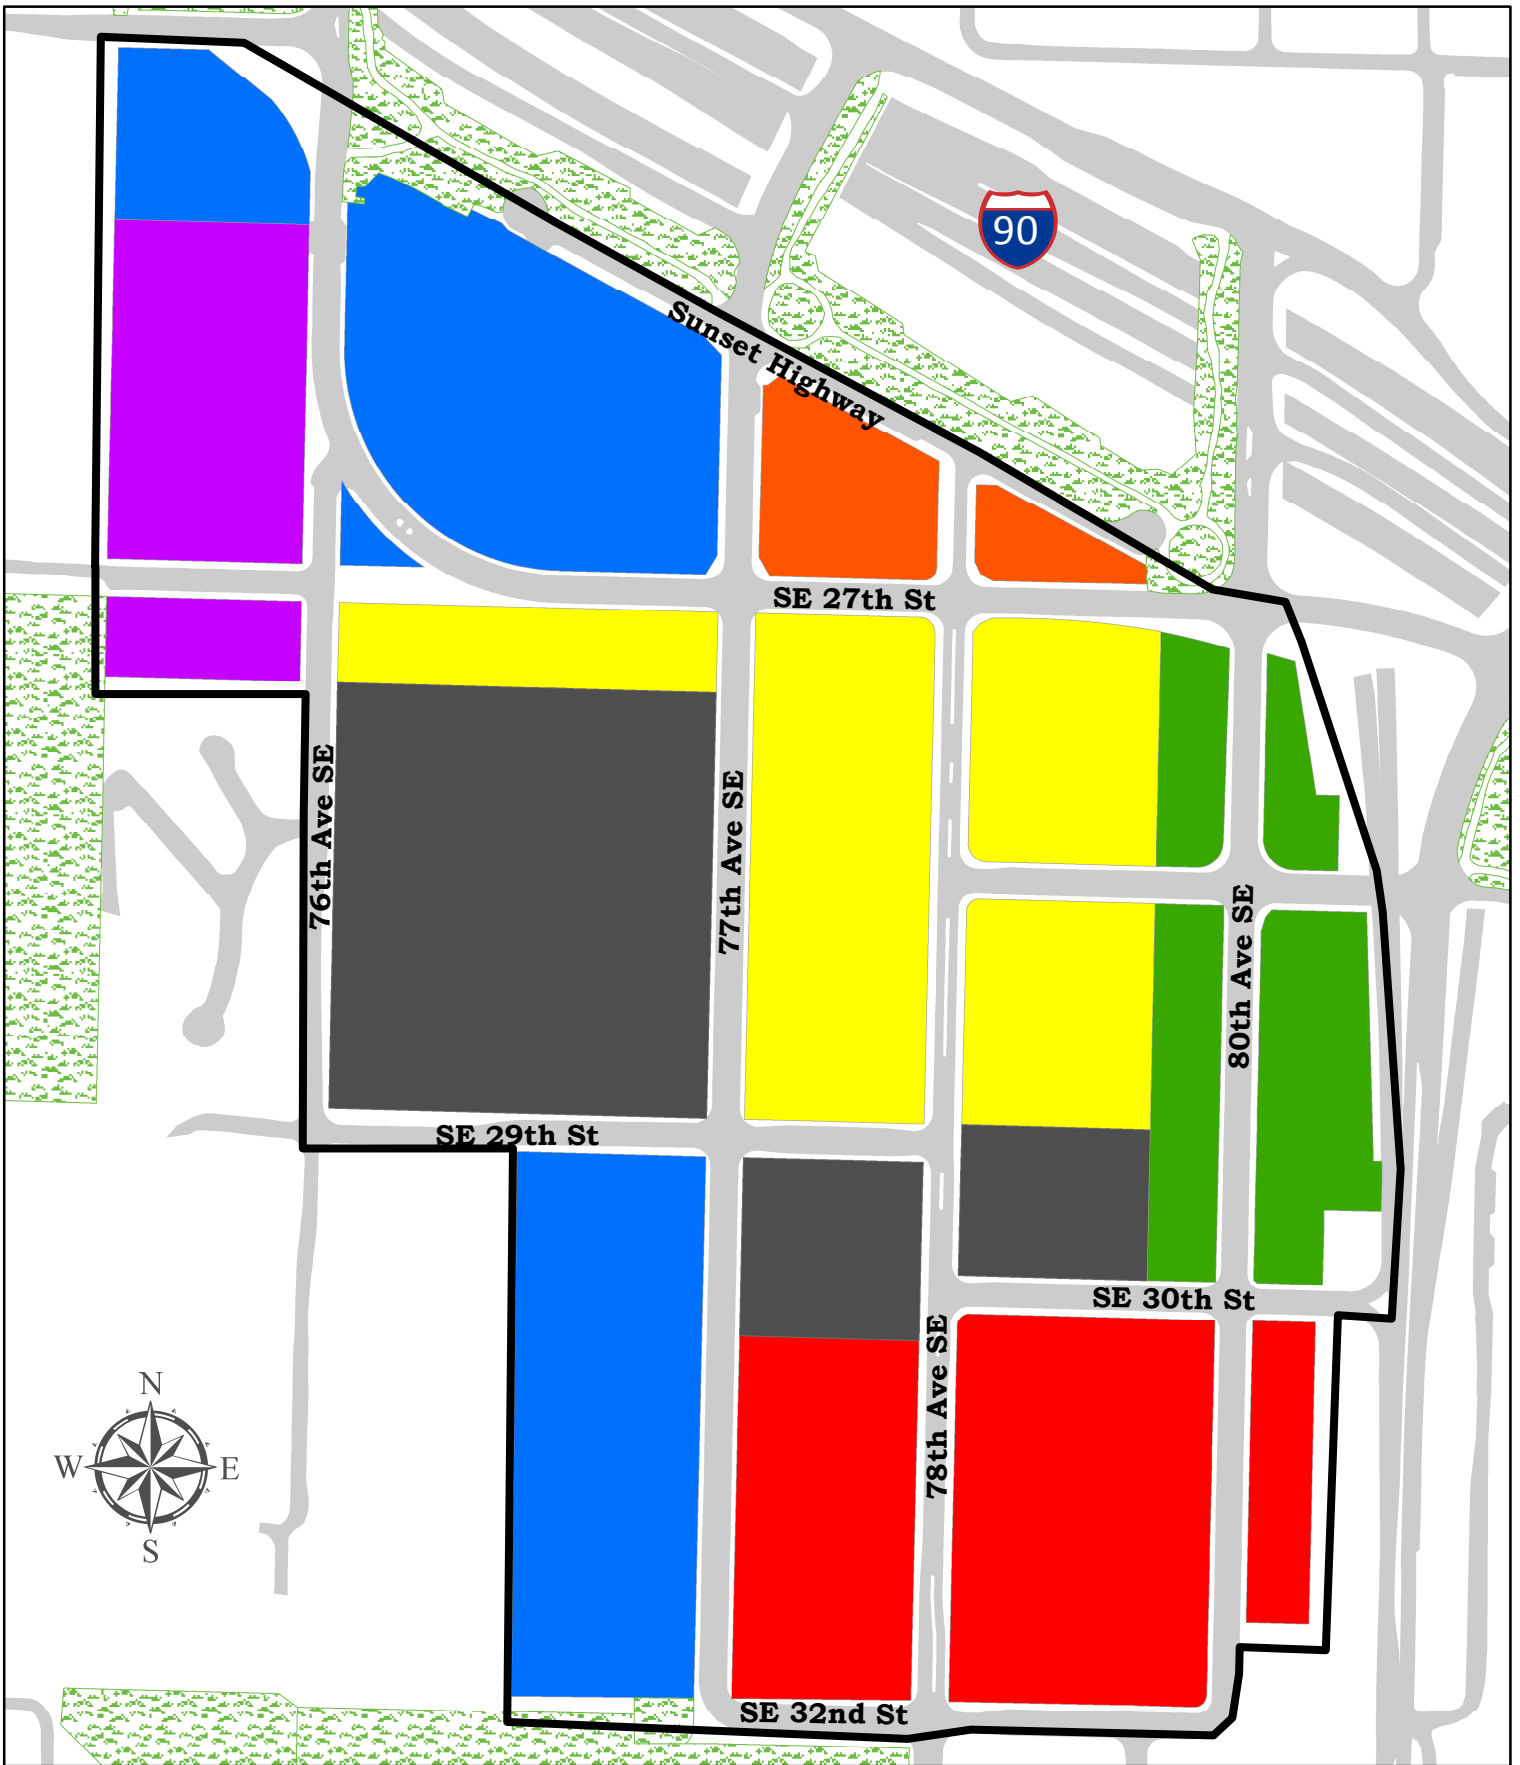 90
Sunset Highway
SE 27th St
76th Ave SE
77th Ave SE
80th Ave SE
SE 29th St
SE 30th St
78th Ave SE
N
W
E
S
SE 32nd St